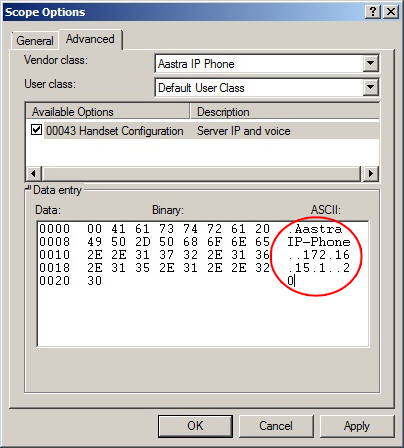 Scope Options
General Advanced
Vendor class: Aastra IP Phone
User class: Default User Class
Available Options Description
00043 Handset Configuration Server IP and voice
Data entry
Data: Binary: ASCII:
0000 00 41 61 73 74 72 61 20 .Aastra
0008 49 50 2D 50 68 6F 6E 65 IP-Phone
0010 2E 2E 31 37 32 2E 31 36 ..172.16
0018 2E 31 35 2E 31 2E 2E 32 .15.1..2
0020 30 0
OK Cancel Apply